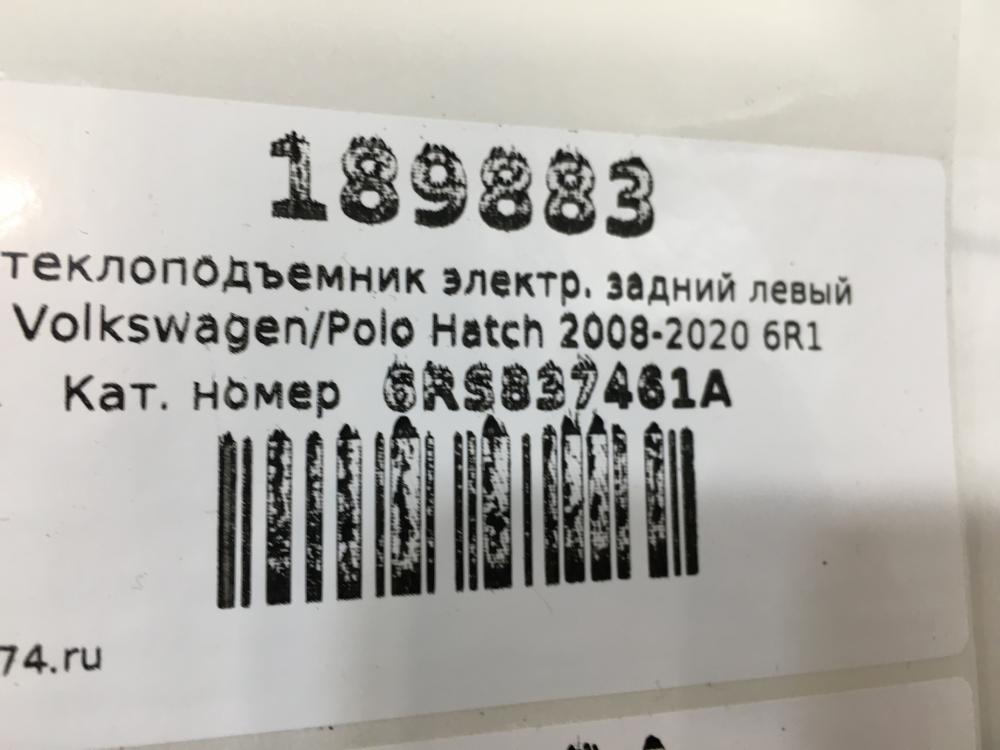 189883
теклоподъемник электр. задний левый
Volkswagen/Polo Hatch 2008-2020 6R1
Кат. номер 6RS837461A
74.ru